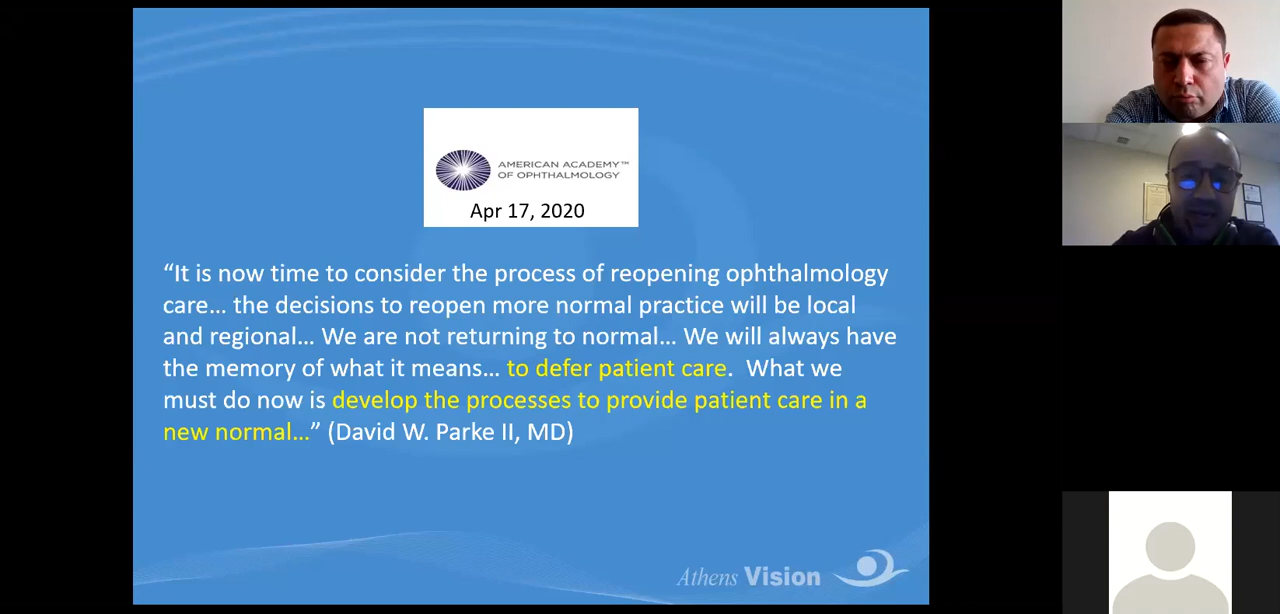 AMERICAN ACADEMY™
OF OPHTHALMOLOGY
Apr 17, 2020
“It is now time to consider the process of reopening ophthalmology
care… the decisions to reopen more normal practice will be local
and regional… We are not returning to normal… We will always have
the memory of what it means… to defer patient care.  What we
must do now is develop the processes to provide patient care in a
new normal…” (David W. Parke II, MD)
Athens Vision